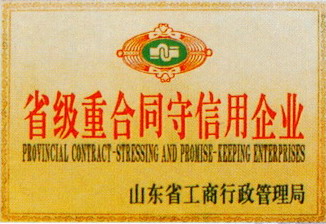 省级重合同守信用企业
PROVINCIAL CONTRACT-STRESSING AND PROMISE-KEEPING ENTERPRISES
山东省工商行政管理局